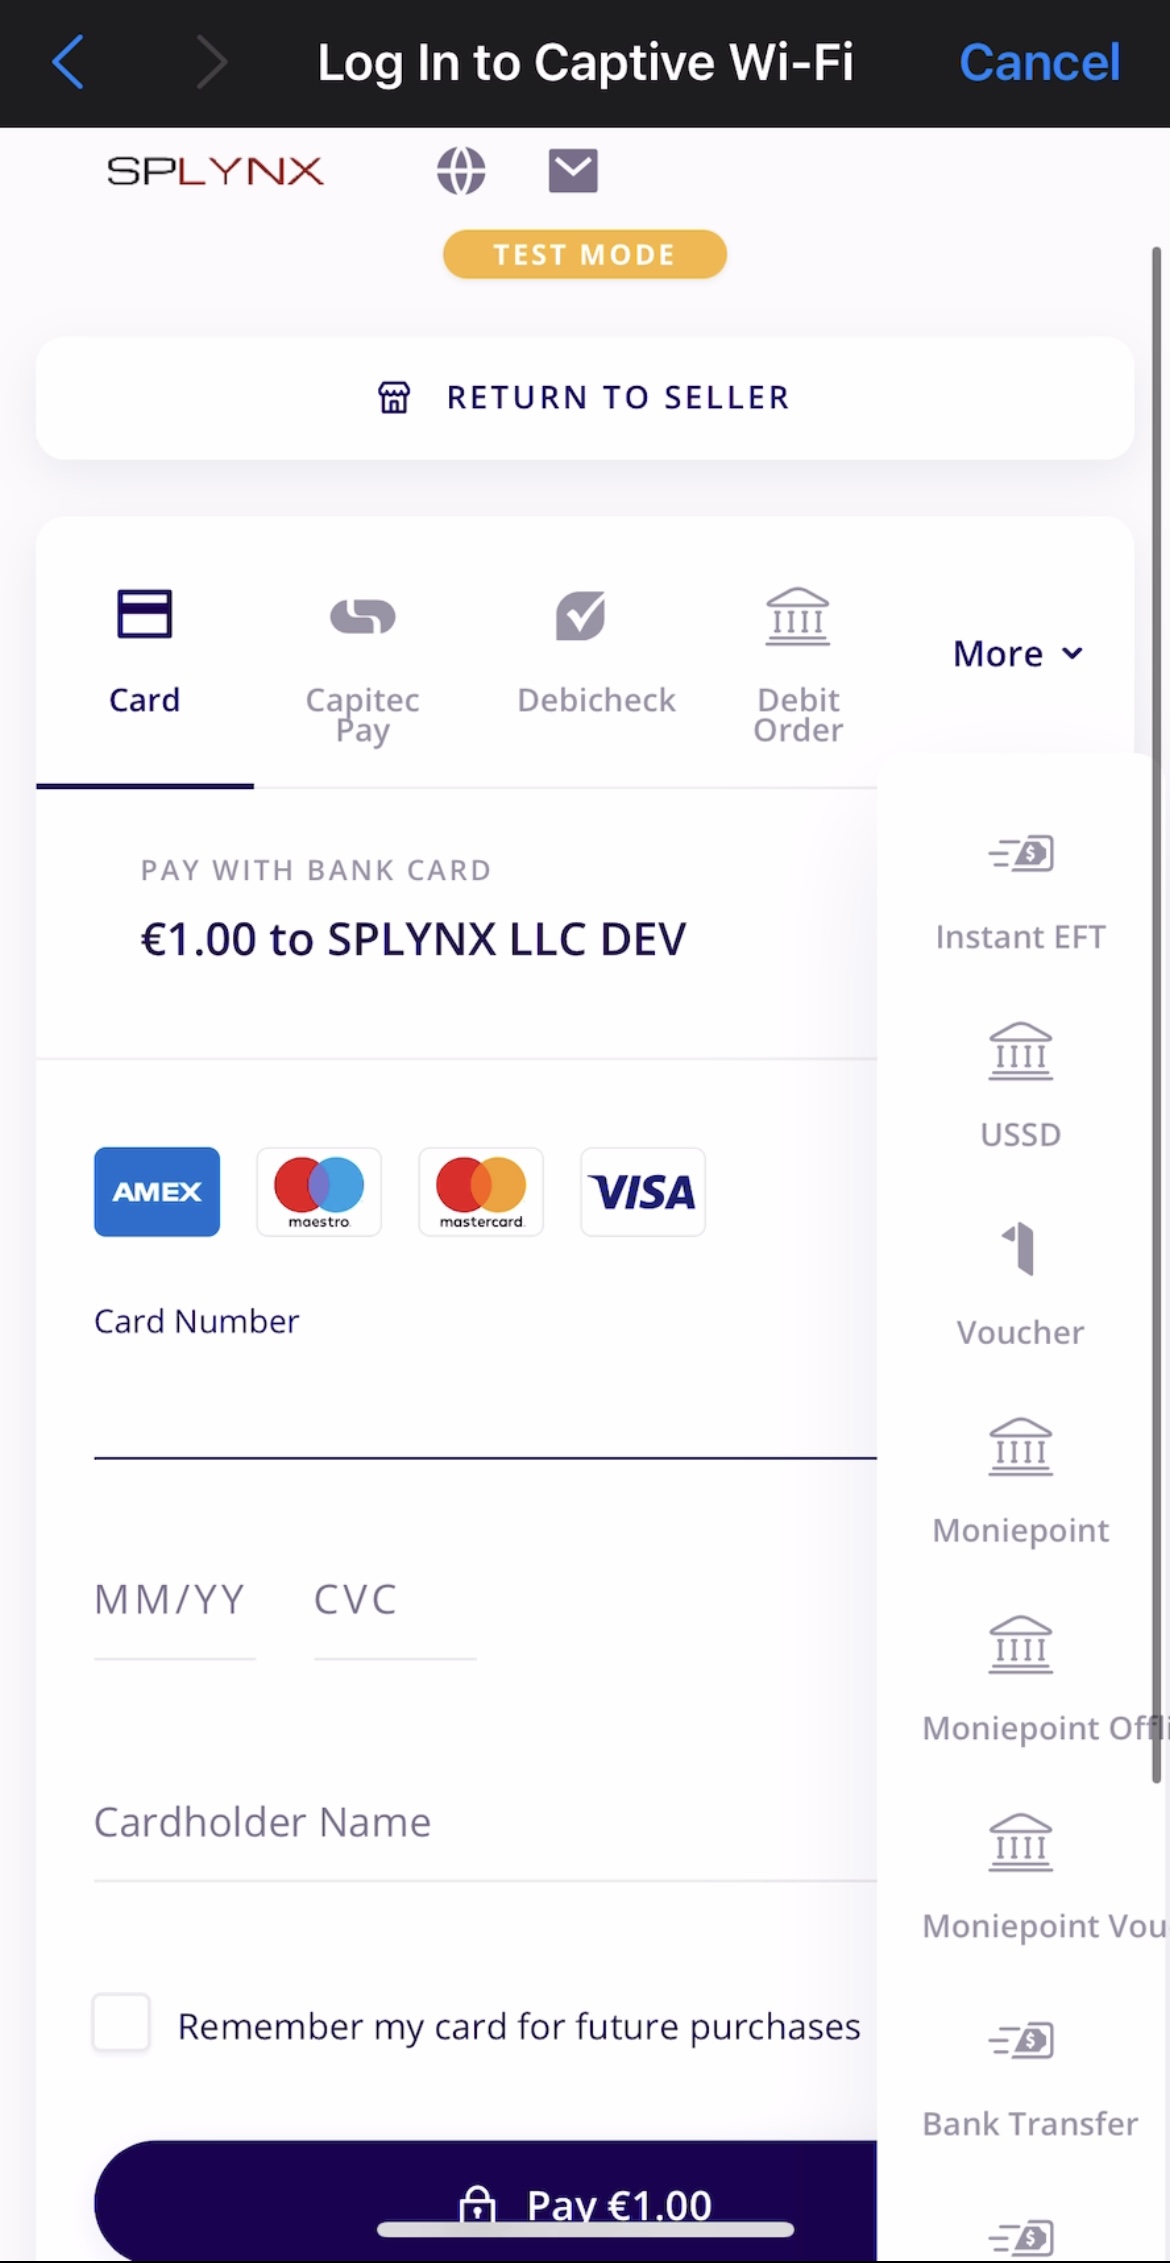 Log In to Captive Wi-Fi
Cancel
SPLYNX
TEST MODE
RETURN TO SELLER
Card
Capitec
Pay
Debicheck
Debit
Order
More
PAY WITH BANK CARD
€1.00 to SPLYNX LLC DEV
AMEX
maestro
mastercard
VISA
Card Number
MM/YY
CVC
Cardholder Name
Remember my card for future purchases
Pay €1.00
Instant EFT
USSD
Voucher
Moniepoint
Moniepoint Offli
Moniepoint Vou
Bank Transfer